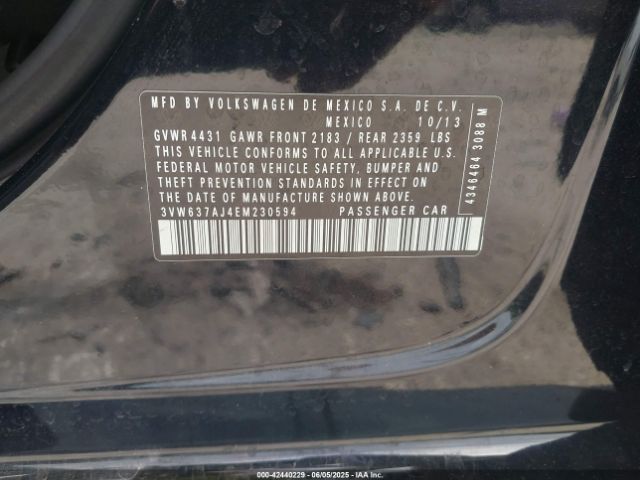 MFD BY VOLKSWAGEN DE MEXICO S.A. DE C.V.
MEXICO 10/13
GVWR 4431 GAWR FRONT 2183 / REAR 2359 LBS
THIS VEHICLE CONFORMS TO ALL APPLICABLE U.S.
FEDERAL MOTOR VEHICLE SAFETY, BUMPER AND
THEFT PREVENTION STANDARDS IN EFFECT ON
THE DATE OF MANUFACTURE SHOWN ABOVE.
3VW637AJ4EM230594 PASSENGER CAR
4346464 3088 M
000-42440229 - 06/05/2025 - IAA Inc.